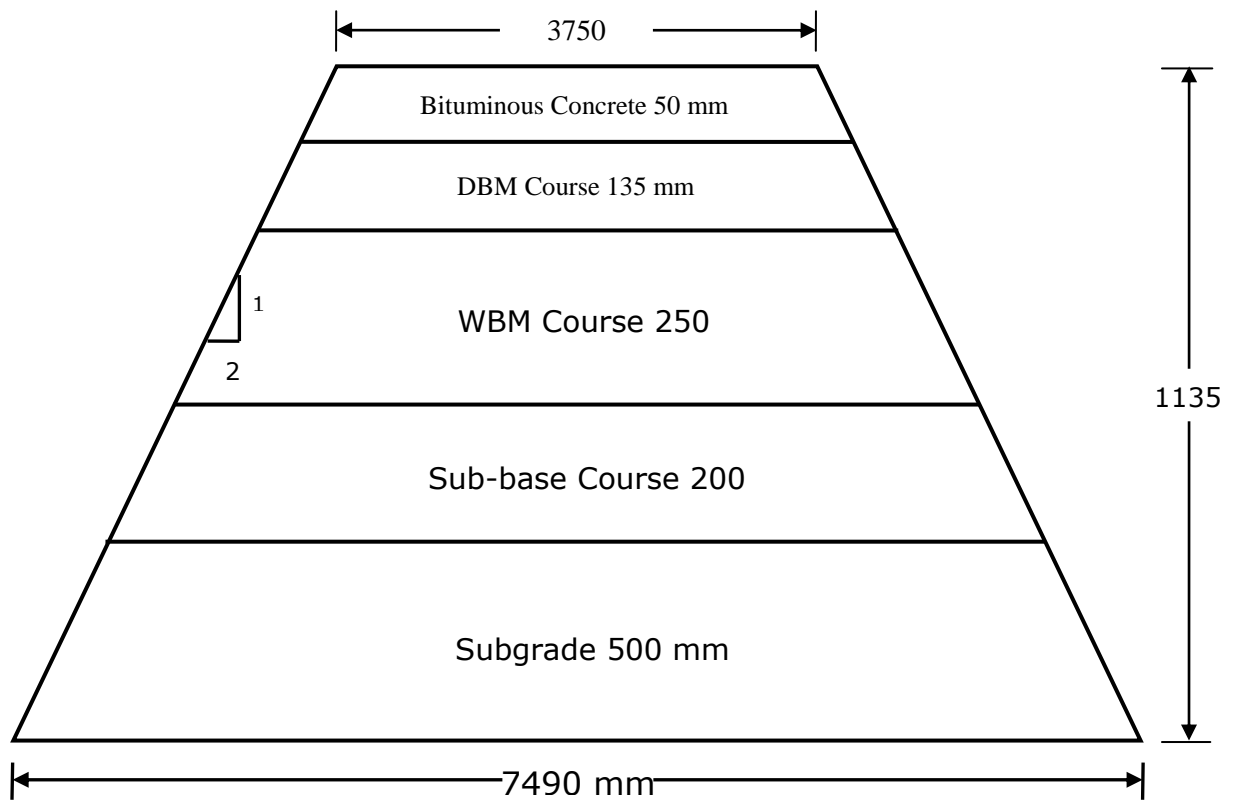 3750
Bituminous Concrete 50 mm
DBM Course 135 mm
1
WBM Course 250
2
1135
Sub-base Course 200
Subgrade 500 mm
7490 mm